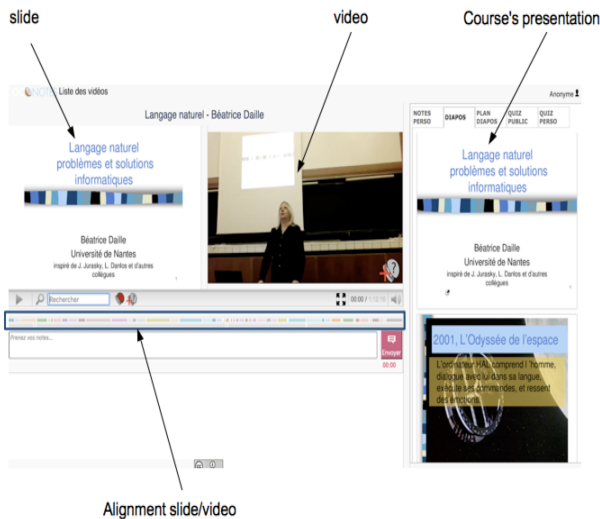 slide
video
Course's presentation
Liste des vidéos
Anonyme
Langage naturel - Béatrice Daille
NOTES PERSO
DIAPOS
PLAN DIAPOS
QUIZ PUBLIC
QUIZ PERSO
Langage naturel
problèmes et solutions
informatiques
Béatrice Daille
Université de Nantes
inspiré de J. Jurasky, L. Danlos et d'autres
collègues
Langage naturel
problèmes et solutions
informatiques
Béatrice Daille
Université de Nantes
inspiré de J. Jurasky, L. Danlos et d'autres
collègues
Rechercher
00:00 / 1:12:16
Prenez vos notes...
Envoyer
00:00
2001, L'Odyssée de l'espace
L'ordinateur HAL comprend l'homme,
dialogue avec lui dans sa langue,
exécute ses commendes, et ressent
des émotions.
Alignment slide/video